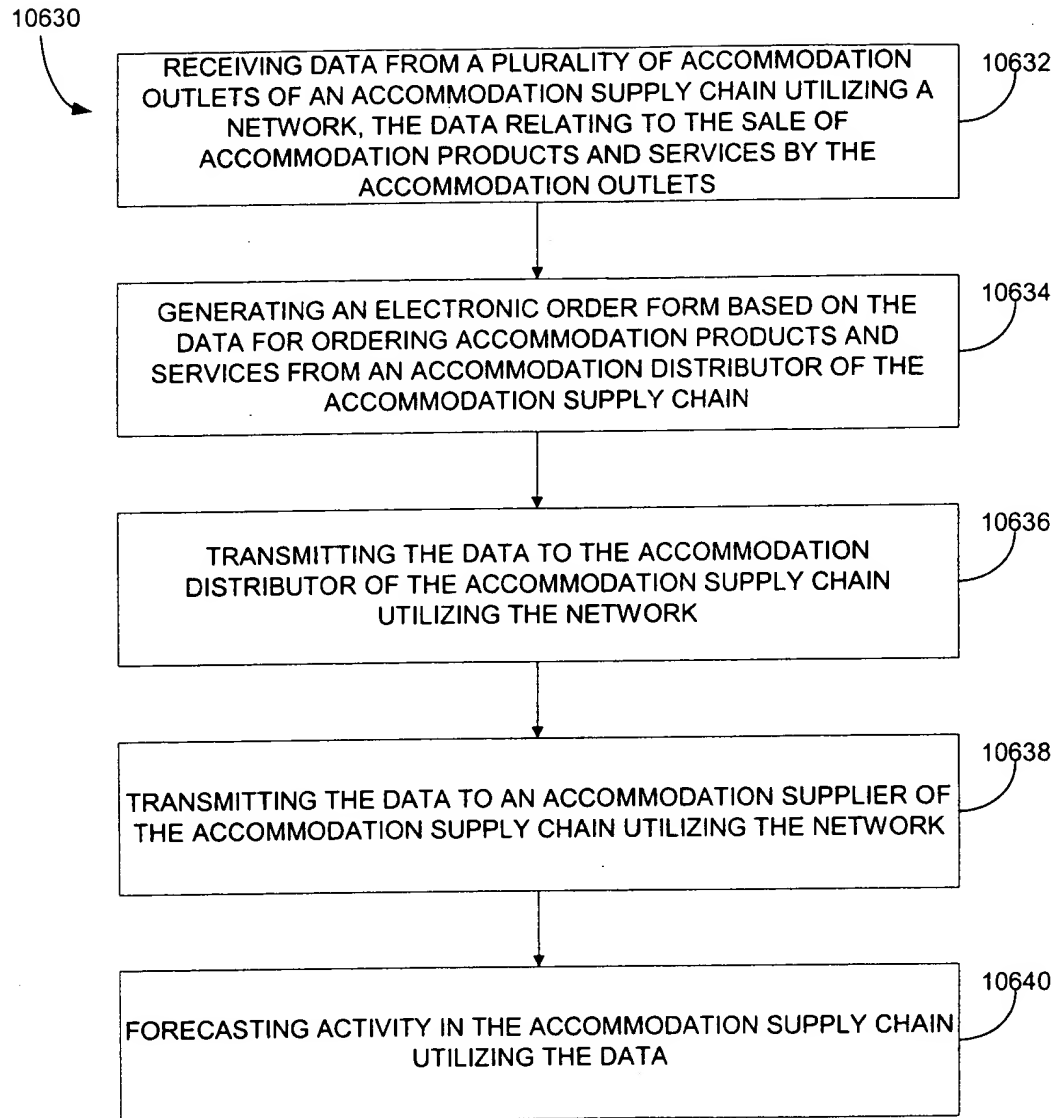 10630
RECEIVING DATA FROM A PLURALITY OF ACCOMMODATION
OUTLETS OF AN ACCOMMODATION SUPPLY CHAIN UTILIZING A
NETWORK, THE DATA RELATING TO THE SALE OF
ACCOMMODATION PRODUCTS AND SERVICES BY THE
ACCOMMODATION OUTLETS
10632
GENERATING AN ELECTRONIC ORDER FORM BASED ON THE
DATA FOR ORDERING ACCOMMODATION PRODUCTS AND
SERVICES FROM AN ACCOMMODATION DISTRIBUTOR OF THE
ACCOMMODATION SUPPLY CHAIN
10634
TRANSMITTING THE DATA TO THE ACCOMMODATION
DISTRIBUTOR OF THE ACCOMMODATION SUPPLY CHAIN
UTILIZING THE NETWORK
10636
TRANSMITTING THE DATA TO AN ACCOMMODATION SUPPLIER OF
THE ACCOMMODATION SUPPLY CHAIN UTILIZING THE NETWORK
10638
FORECASTING ACTIVITY IN THE ACCOMMODATION SUPPLY CHAIN
UTILIZING THE DATA
10640